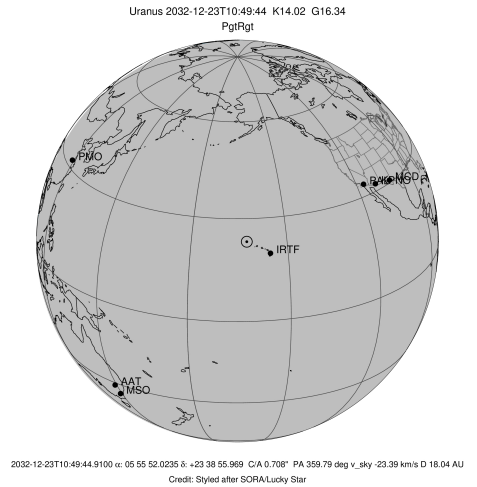 Uranus 2032-12-23T10:49:44 K14.02 G16.34
PgtRgt
PMO
MCD
IRTF
AAT
MSO
2032-12-23T10:49:44.9100 α: 05 55 52.0235 δ: +23 38 55.969 C/A 0.708" PA 359.79 deg v_sky -23.39 km/s D 18.04 AU
Credit: Styled after SORA/Lucky Star